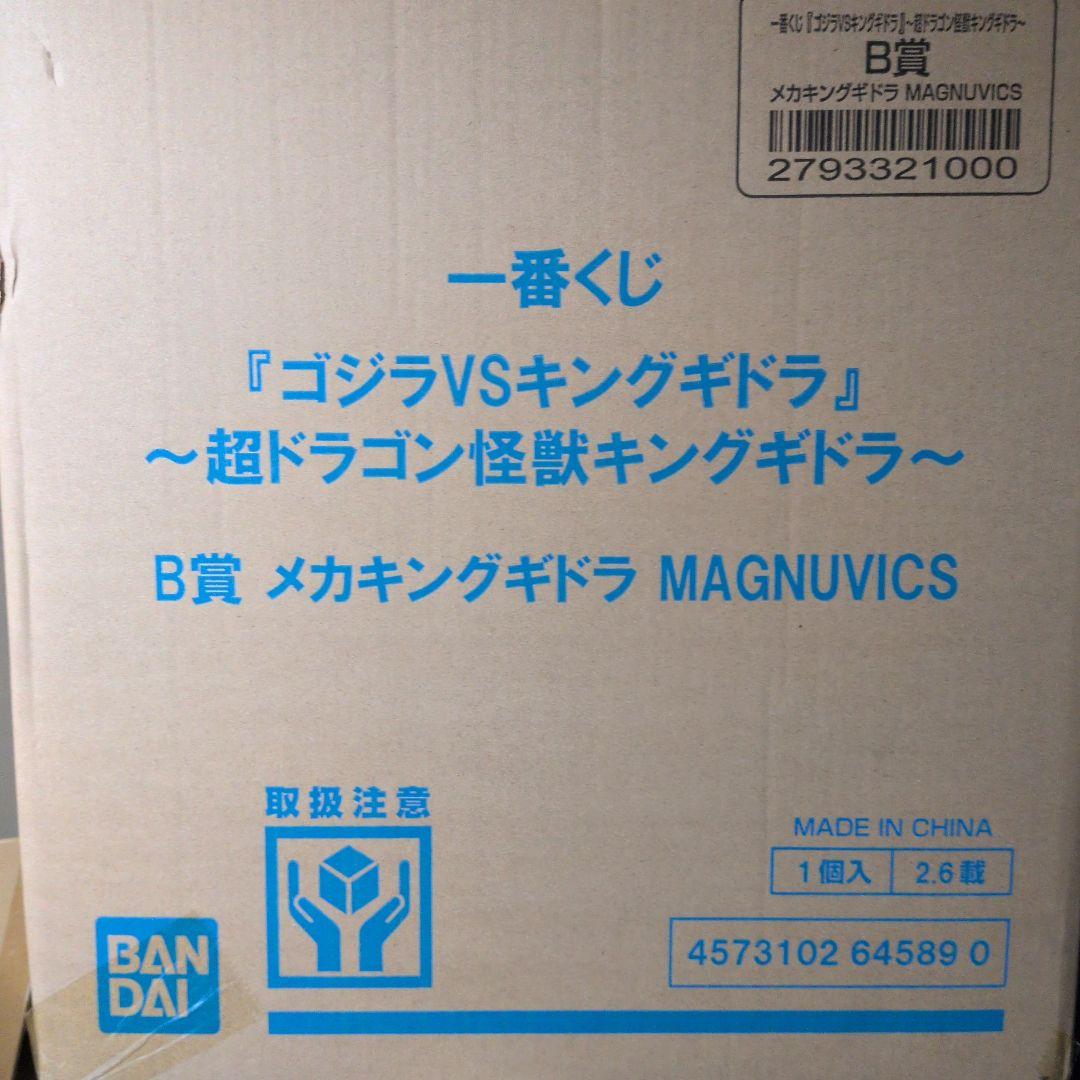 一番くじ『ゴジラVSキングギドラ』～超ドラゴン怪獣キングギドラ～
B賞
メカキングギドラ MAGNUVICS
2793321000
一番くじ
『ゴジラVSキングギドラ』
～超ドラゴン怪獣キングギドラ～
B賞 メカキングギドラ MAGNUVICS
取扱注意
MADE IN CHINA
1個入 2.6載
4573102 64589 0
BAN
DAI